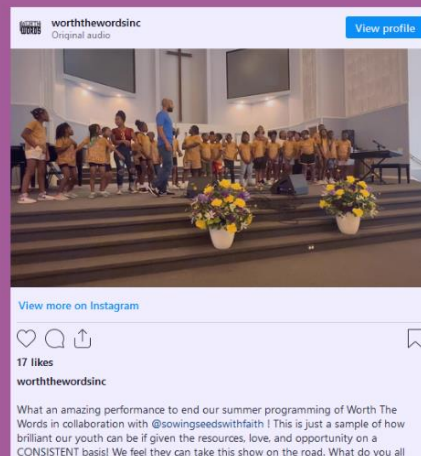 WORTH
WORDS
worththewordsinc
Original audio
View profile
View more on Instagram
17 likes
worththewordsinc
What an amazing performance to end our summer programming of Worth The
Words in collaboration with @sowingseedswithfaith ! This is just a sample of how
brilliant our youth can be if given the resources, love, and opportunity on a
CONSISTENT basis! We feel they can take this show on the road. What do you all